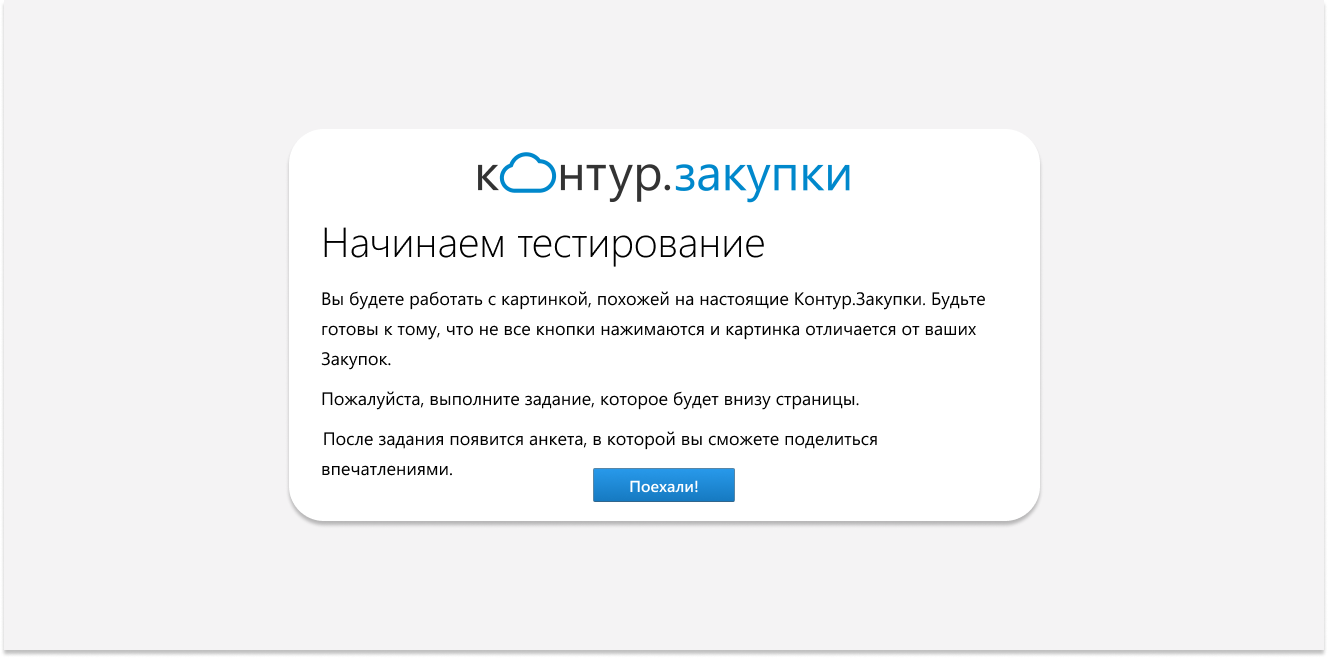 контур.закупки
Начинаем тестирование
Вы будете работать с картинкой, похожей на настоящие Контур.Закупки. Будьте
готовы к тому, что не все кнопки нажимаются и картинка отличается от ваших
Закупок.
Пожалуйста, выполните задание, которое будет внизу страницы.
После задания появится анкета, в которой вы сможете поделиться
впечатлениями.
Поехали!